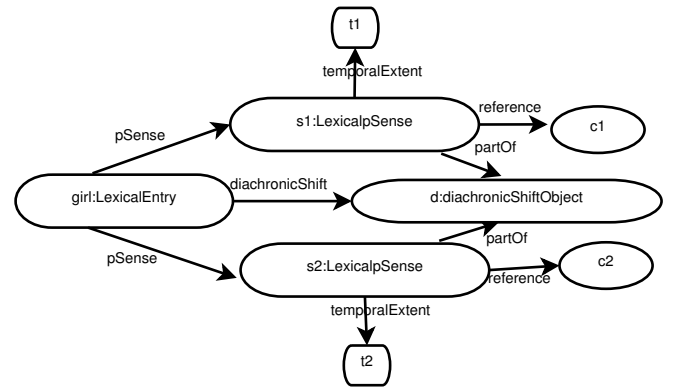 t1
temporalExtent
s1:LexicalpSense
reference
c1
pSense
partOf
girl:LexicalEntry
diachronicShift
d:diachronicShiftObject
partOf
pSense
s2:LexicalpSense
reference
c2
temporalExtent
t2